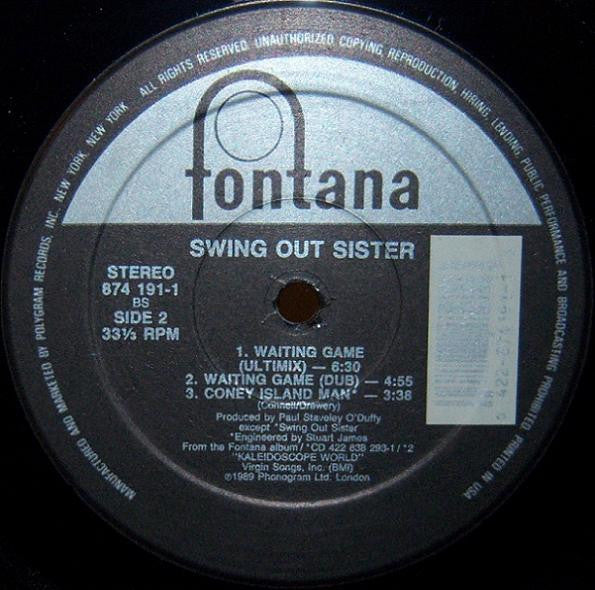 ALL RIGHTS RESERVED. UNAUTHORIZED COPYING, REPRODUCTION, HIRING, LENDING, PUBLIC PERFORMANCE AND BROADCASTING PROHIBITED PRINTED IN USA
MANUFACTURED AND MARKETED BY POLYGRAM RECORDS, INC. NEW YORK, NEW YORK
fontana
SWING OUT SISTER
STEREO
874 191-1
BS
SIDE 2
33⅓ RPM
1. WAITING GAME
(ULTIMIX) — 6:30
2. WAITING GAME (DUB) — 4:55
3. CONEY ISLAND MAN* — 3:38
(Connell/Drewery)
Produced by Paul Staveley O'Duffy
except *Swing Out Sister
*Engineered by Stuart James
From the Fontana album/*CD 422 838 293-1/*2
"KALEIDOSCOPE WORLD"
Virgin Songs, Inc. (BMI)
℗1989 Phonogram Ltd. London